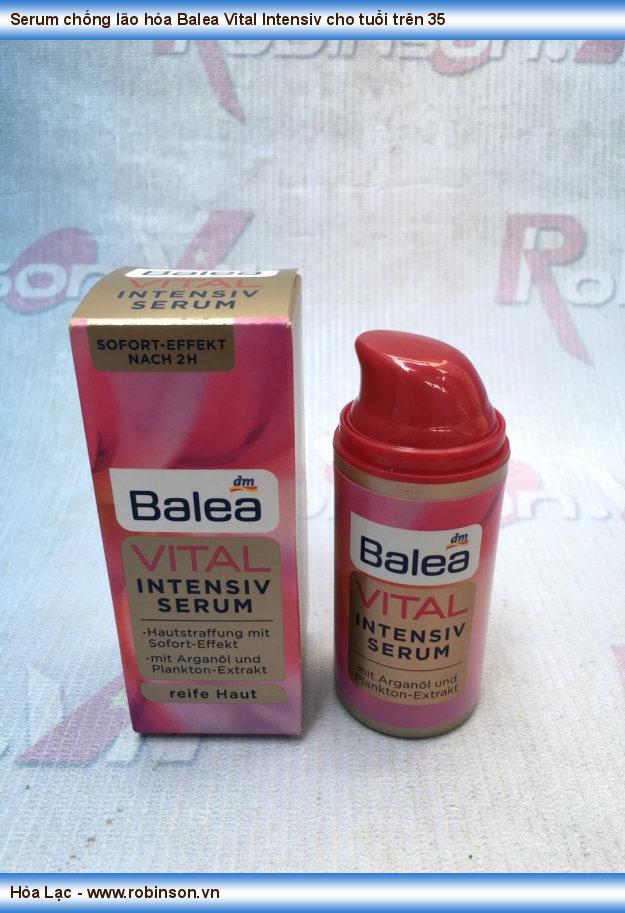 Serum chống lão hóa Balea Vital Intensiv cho tuổi trên 35
Balea
VITAL
INTENSIV
SERUM
SOFORT-EFFEKT
NACH 2H
dm
Balea
VITAL
INTENSIV
SERUM
·Hautstraffung mit
Sofort-Effekt
·mit Arganöl und
Plankton-Extrakt
reife Haut
dm
Balea
VITAL
INTENSIV
SERUM
mit Arganöl und
Plankton-Extrakt
Hòa Lạc - www.robinson.vn